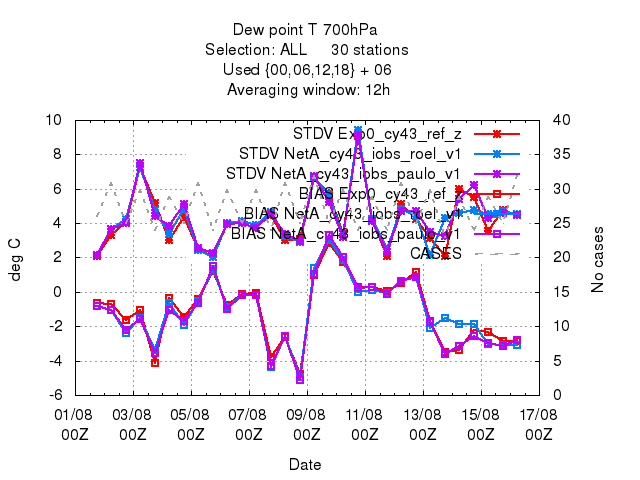 Dew point T 700hPa
Selection: ALL     30 stations
Used {00,06,12,18} + 06
Averaging window: 12h
10 40
STDV Exp0_cy43_ref_z
STDV NetA_cy43_iobs_roel_v1
8 35
STDV NetA_cy43_iobs_paulo_v1
6 30
BIAS Exp0_cy43_ref_z
BIAS NetA_cy43_iobs_roel_v1
4 25
BIAS NetA_cy43_iobs_paulo_v1
CASES
2 20
deg C
No cases
0 15
-2 10
-4 5
-6 0
01/08 03/08 05/08 07/08 09/08 11/08 13/08 15/08 17/08
00Z 00Z 00Z 00Z 00Z 00Z 00Z 00Z 00Z
Date